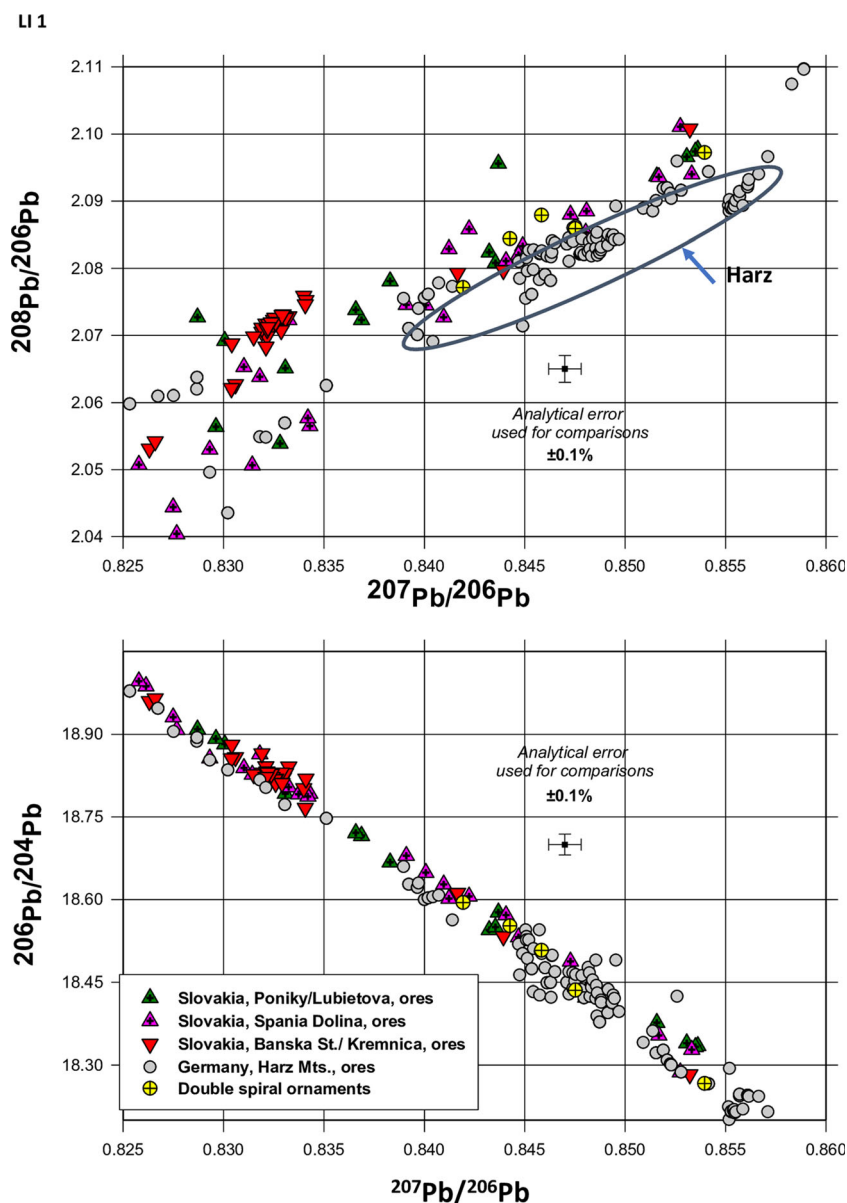 LI 1
2.11
2.10
2.09
2.08
2.07
2.06
2.05
2.04
208Pb/206Pb
Harz
Analytical error
used for comparisons
±0.1%
0.825 0.830 0.835 0.840 0.845 0.850 0.855 0.860
207Pb/206Pb
18.90
18.75
18.60
18.45
18.30
206Pb/204Pb
Analytical error
used for comparisons
±0.1%
Slovakia, Poniky/Lubietova, ores
Slovakia, Spania Dolina, ores
Slovakia, Banska St./ Kremnica, ores
Germany, Harz Mts., ores
Double spiral ornaments
0.825 0.830 0.835 0.840 0.845 0.850 0.855 0.860
207Pb/206Pb